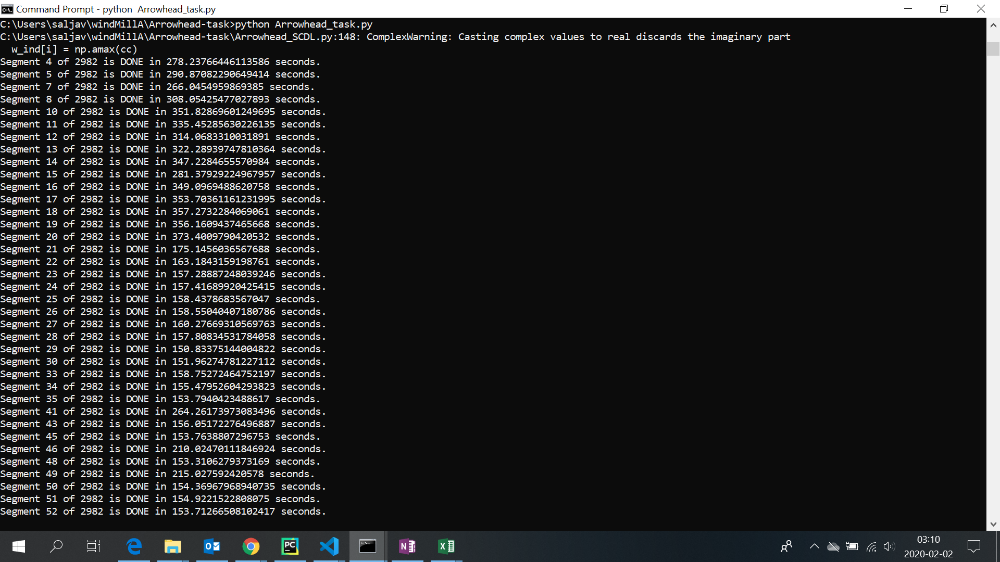 Command Prompt - python  Arrowhead_task.py
C:\Users\saljav\windMillA\Arrowhead-task>python Arrowhead_task.py
C:\Users\saljav\windMillA\Arrowhead-task\Arrowhead_SCDL.py:148: ComplexWarning: Casting complex values to real discards the imaginary part
  w_ind[i] = np.amax(cc)
Segment 4 of 2982 is DONE in 278.23766446113586 seconds.
Segment 5 of 2982 is DONE in 290.87082290649414 seconds.
Segment 7 of 2982 is DONE in 266.0454959869385 seconds.
Segment 8 of 2982 is DONE in 308.05425477027893 seconds.
Segment 10 of 2982 is DONE in 351.82869601249695 seconds.
Segment 11 of 2982 is DONE in 335.45285630226135 seconds.
Segment 12 of 2982 is DONE in 314.0683310031891 seconds.
Segment 13 of 2982 is DONE in 322.28939747810364 seconds.
Segment 14 of 2982 is DONE in 347.2284655570984 seconds.
Segment 15 of 2982 is DONE in 281.37929224967957 seconds.
Segment 16 of 2982 is DONE in 349.0969488620758 seconds.
Segment 17 of 2982 is DONE in 353.70361161231995 seconds.
Segment 18 of 2982 is DONE in 357.2732284069061 seconds.
Segment 19 of 2982 is DONE in 356.1609437465668 seconds.
Segment 20 of 2982 is DONE in 373.4009790420532 seconds.
Segment 21 of 2982 is DONE in 175.1456036567688 seconds.
Segment 22 of 2982 is DONE in 163.1843159198761 seconds.
Segment 23 of 2982 is DONE in 157.28887248039246 seconds.
Segment 24 of 2982 is DONE in 157.41689920425415 seconds.
Segment 25 of 2982 is DONE in 158.4378683567047 seconds.
Segment 26 of 2982 is DONE in 158.55040407180786 seconds.
Segment 27 of 2982 is DONE in 160.27669310569763 seconds.
Segment 28 of 2982 is DONE in 157.80834531784058 seconds.
Segment 29 of 2982 is DONE in 150.83375144004822 seconds.
Segment 30 of 2982 is DONE in 151.96274781227112 seconds.
Segment 33 of 2982 is DONE in 158.75272464752197 seconds.
Segment 34 of 2982 is DONE in 155.47952604293823 seconds.
Segment 35 of 2982 is DONE in 153.7940423488617 seconds.
Segment 41 of 2982 is DONE in 264.26173973083496 seconds.
Segment 43 of 2982 is DONE in 156.05172276496887 seconds.
Segment 45 of 2982 is DONE in 153.7638807296753 seconds.
Segment 46 of 2982 is DONE in 210.02470111846924 seconds.
Segment 48 of 2982 is DONE in 153.3106279373169 seconds.
Segment 49 of 2982 is DONE in 215.027592420578 seconds.
Segment 50 of 2982 is DONE in 154.36967968940735 seconds.
Segment 51 of 2982 is DONE in 154.9221522808075 seconds.
Segment 52 of 2982 is DONE in 153.71266508102417 seconds.
03:10
2020-02-02